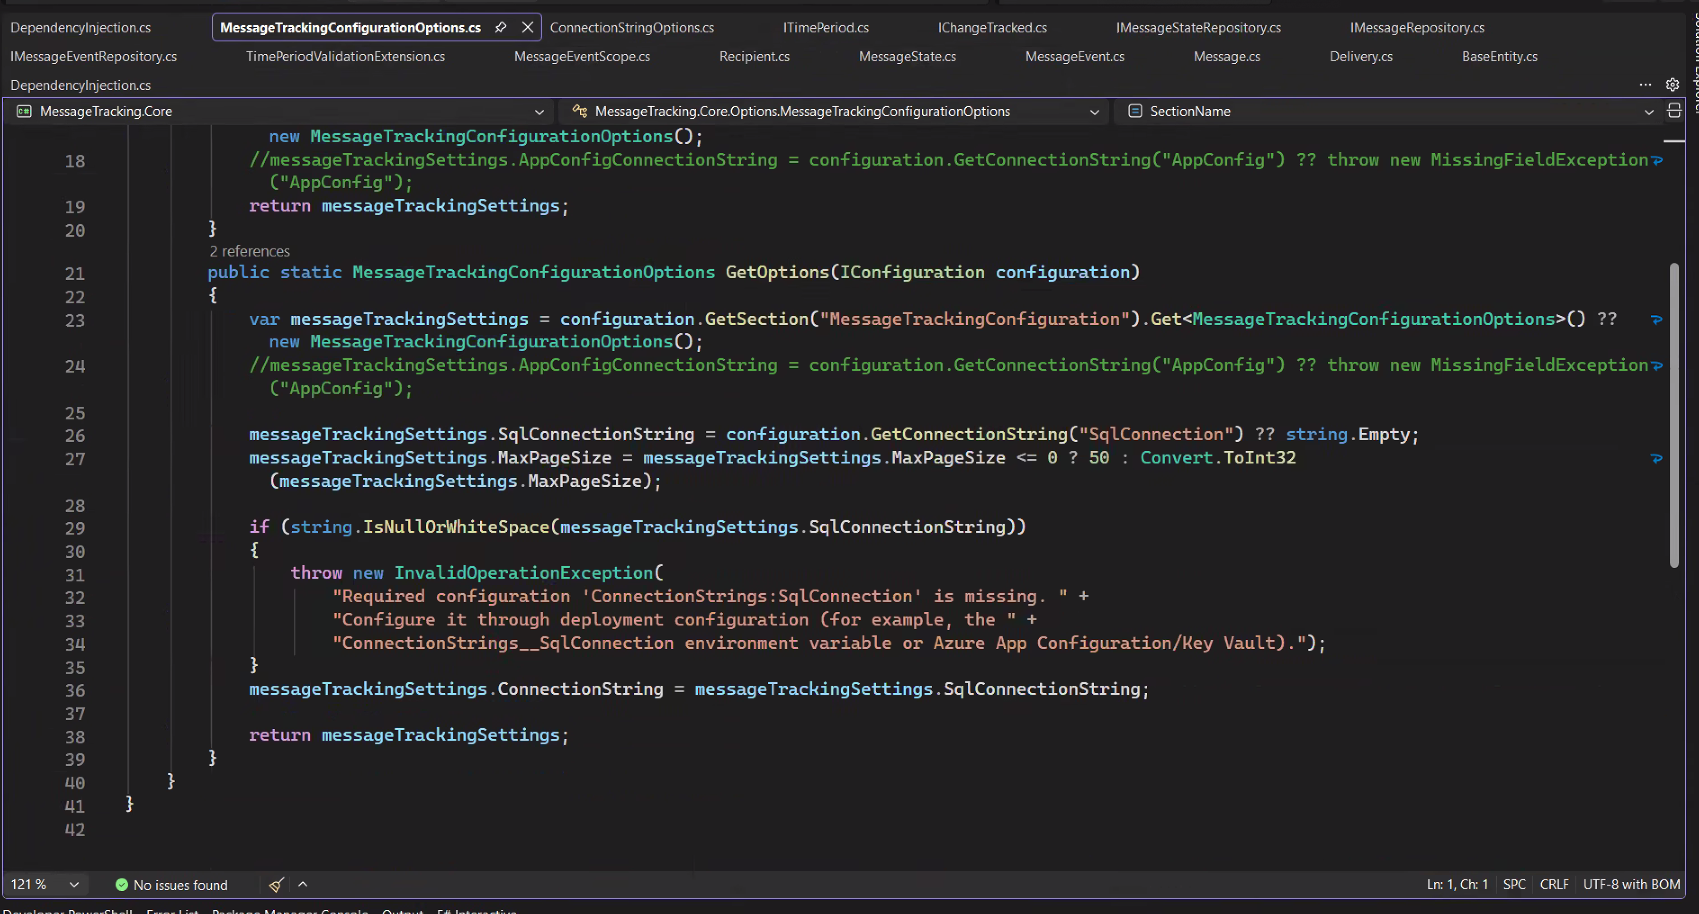 DependencyInjection.cs MessageTrackingConfigurationOptions.cs ConnectionStringOptions.cs ITimePeriod.cs IChangeTracked.cs IMessageStateRepository.cs IMessageRepository.cs
IMessageEventRepository.cs TimePeriodValidationExtension.cs MessageEventScope.cs Recipient.cs MessageState.cs MessageEvent.cs Message.cs Delivery.cs BaseEntity.cs
DependencyInjection.cs
MessageTracking.Core MessageTracking.Core.Options.MessageTrackingConfigurationOptions SectionName
new MessageTrackingConfigurationOptions();
18 //messageTrackingSettings.AppConfigConnectionString = configuration.GetConnectionString("AppConfig") ?? throw new MissingFieldException
("AppConfig");
19 return messageTrackingSettings;
20 }
2 references
21 public static MessageTrackingConfigurationOptions GetOptions(IConfiguration configuration)
22 {
23 var messageTrackingSettings = configuration.GetSection("MessageTrackingConfiguration").Get<MessageTrackingConfigurationOptions>() ??
new MessageTrackingConfigurationOptions();
24 //messageTrackingSettings.AppConfigConnectionString = configuration.GetConnectionString("AppConfig") ?? throw new MissingFieldException
("AppConfig");
25
26 messageTrackingSettings.SqlConnectionString = configuration.GetConnectionString("SqlConnection") ?? string.Empty;
27 messageTrackingSettings.MaxPageSize = messageTrackingSettings.MaxPageSize <= 0 ? 50 : Convert.ToInt32
(messageTrackingSettings.MaxPageSize);
28
29 if (string.IsNullOrWhiteSpace(messageTrackingSettings.SqlConnectionString))
30 {
31 throw new InvalidOperationException(
32 "Required configuration 'ConnectionStrings:SqlConnection' is missing. " +
33 "Configure it through deployment configuration (for example, the " +
34 "ConnectionStrings__SqlConnection environment variable or Azure App Configuration/Key Vault).");
35 }
36 messageTrackingSettings.ConnectionString = messageTrackingSettings.SqlConnectionString;
37
38 return messageTrackingSettings;
39 }
40 }
41 }
42
121 % No issues found Ln: 1, Ch: 1 SPC CRLF UTF-8 with BOM